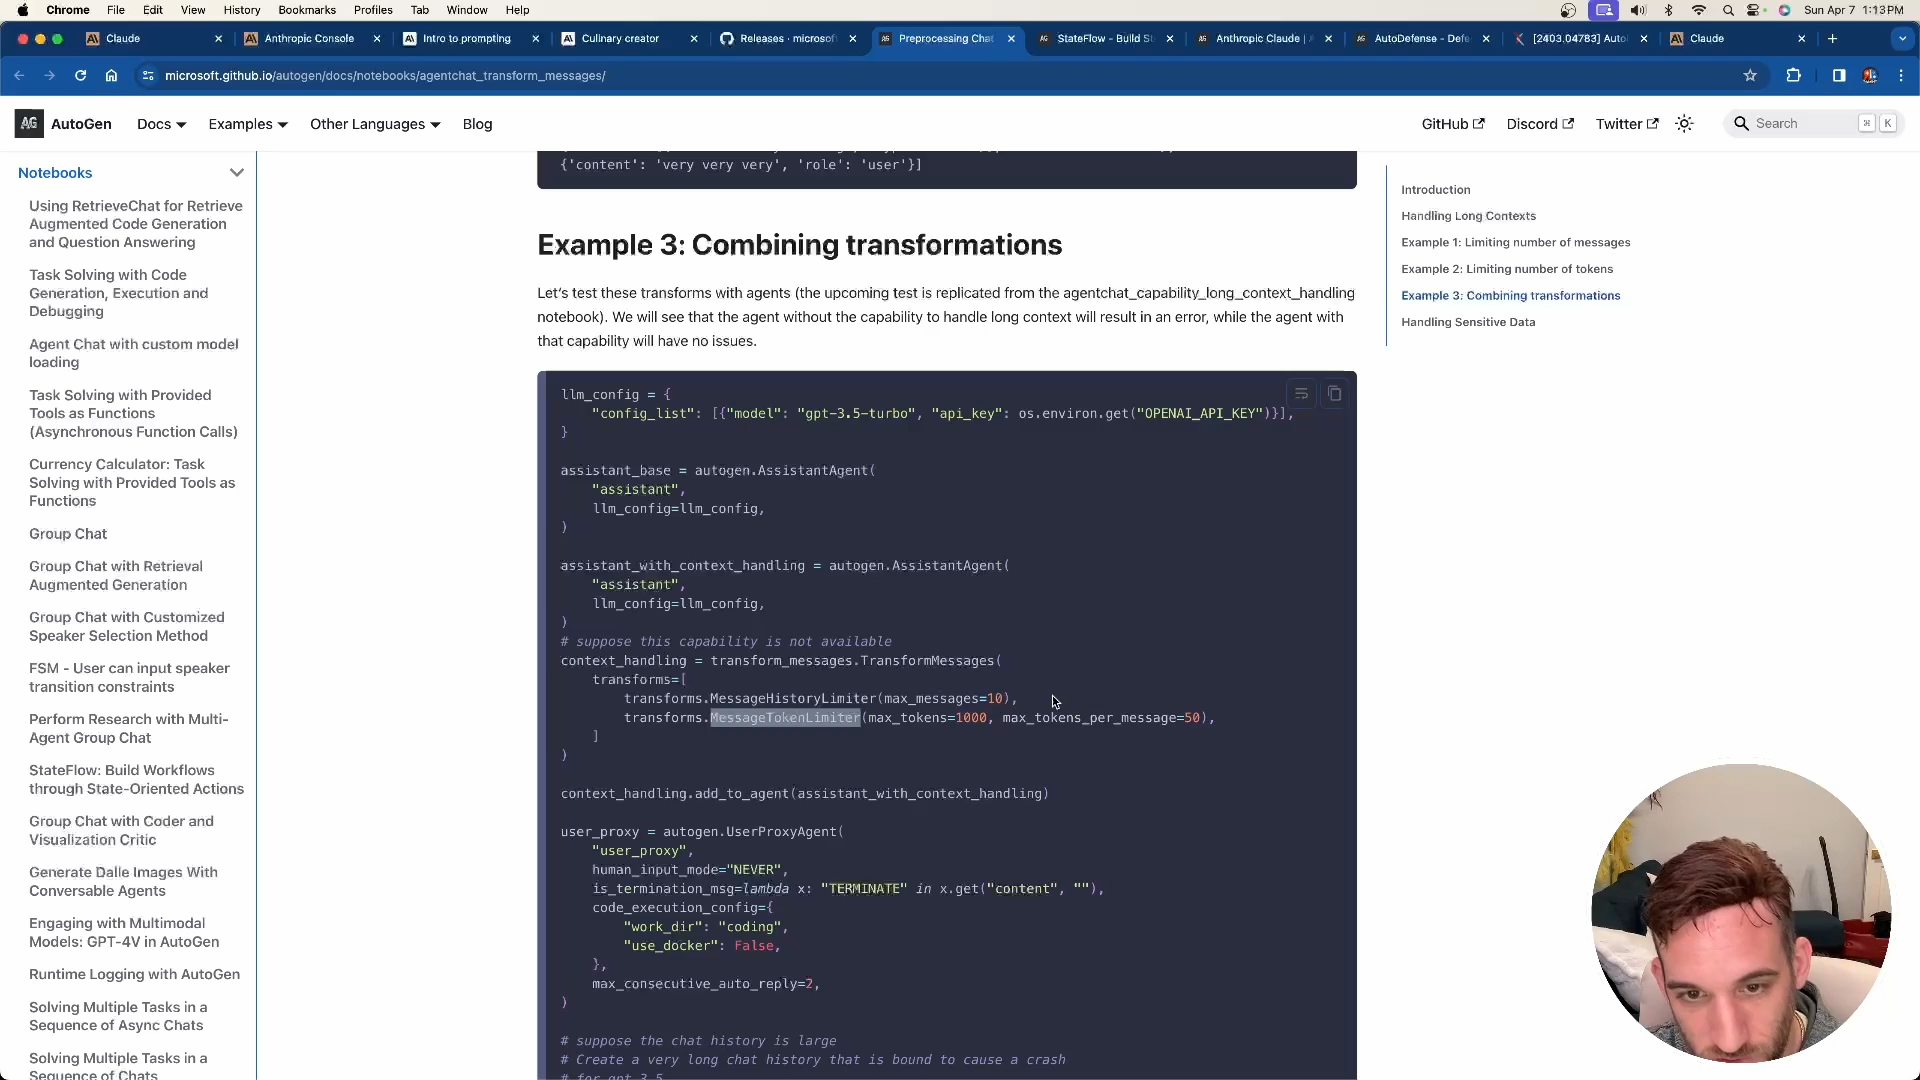 Chrome File Edit View History Bookmarks Profiles Tab Window Help Sun Apr 7 1:13 PM
Claude Anthropic Console Intro to prompting Culinary creator Releases · microsof Preprocessing Chat StateFlow - Build S Anthropic Claude | AutoDefense - Defe [2403.04783] Auto Claude
microsoft.github.io/autogen/docs/notebooks/agentchat_transform_messages/
AG AutoGen Docs Examples Other Languages Blog GitHub Discord Twitter Search ⌘ K
Notebooks
Using RetrieveChat for Retrieve
Augmented Code Generation
and Question Answering
Task Solving with Code
Generation, Execution and
Debugging
Agent Chat with custom model
loading
Task Solving with Provided
Tools as Functions
(Asynchronous Function Calls)
Currency Calculator: Task
Solving with Provided Tools as
Functions
Group Chat
Group Chat with Retrieval
Augmented Generation
Group Chat with Customized
Speaker Selection Method
FSM - User can input speaker
transition constraints
Perform Research with Multi-
Agent Group Chat
StateFlow: Build Workflows
through State-Oriented Actions
Group Chat with Coder and
Visualization Critic
Generate Dalle Images With
Conversable Agents
Engaging with Multimodal
Models: GPT-4V in AutoGen
Runtime Logging with AutoGen
Solving Multiple Tasks in a
Sequence of Async Chats
Solving Multiple Tasks in a
Sequence of Chats
{'content': 'very very very', 'role': 'user'}]
Example 3: Combining transformations
Let's test these transforms with agents (the upcoming test is replicated from the agentchat_capability_long_context_handling
notebook). We will see that the agent without the capability to handle long context will result in an error, while the agent with
that capability will have no issues.
llm_config = {
"config_list": [{"model": "gpt-3.5-turbo", "api_key": os.environ.get("OPENAI_API_KEY")}],
}
assistant_base = autogen.AssistantAgent(
"assistant",
llm_config=llm_config,
)
assistant_with_context_handling = autogen.AssistantAgent(
"assistant",
llm_config=llm_config,
)
# suppose this capability is not available
context_handling = transform_messages.TransformMessages(
transforms=[
transforms.MessageHistoryLimiter(max_messages=10),
transforms.MessageTokenLimiter(max_tokens=1000, max_tokens_per_message=50),
]
)
context_handling.add_to_agent(assistant_with_context_handling)
user_proxy = autogen.UserProxyAgent(
"user_proxy",
human_input_mode="NEVER",
is_termination_msg=lambda x: "TERMINATE" in x.get("content", ""),
code_execution_config={
"work_dir": "coding",
"use_docker": False,
},
max_consecutive_auto_reply=2,
)
# suppose the chat history is large
# Create a very long chat history that is bound to cause a crash
# for gpt 3.5
Introduction
Handling Long Contexts
Example 1: Limiting number of messages
Example 2: Limiting number of tokens
Example 3: Combining transformations
Handling Sensitive Data